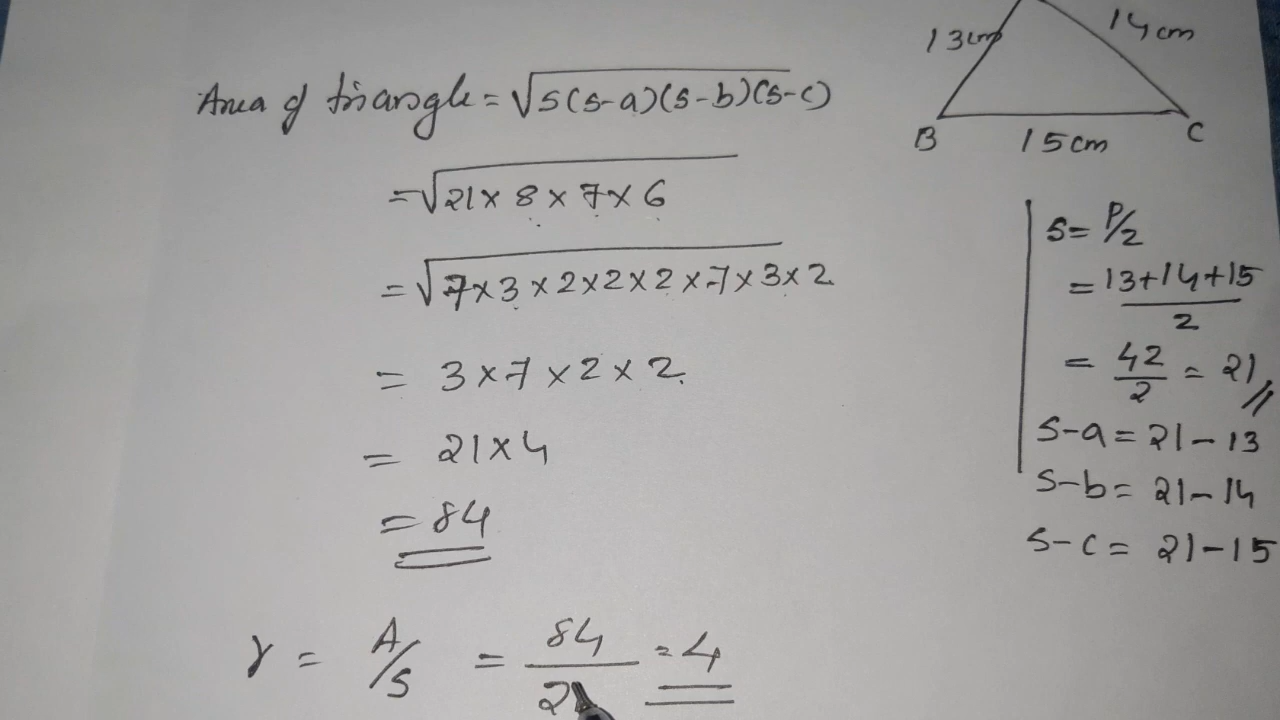 Area of triangle = √s(s-a)(s-b)(s-c)
= √21 × 8 × 7 × 6
= √7 × 3 × 2 × 2 × 2 × 7 × 3 × 2
= 3 × 7 × 2 × 2
= 21 × 4
= 84
r = A/s = 84/21 = 4
13cm
14cm
B
15cm
C
s = P/2
= 13+14+15/2
= 42/2 = 21
s-a = 21-13
s-b = 21-14
s-c = 21-15